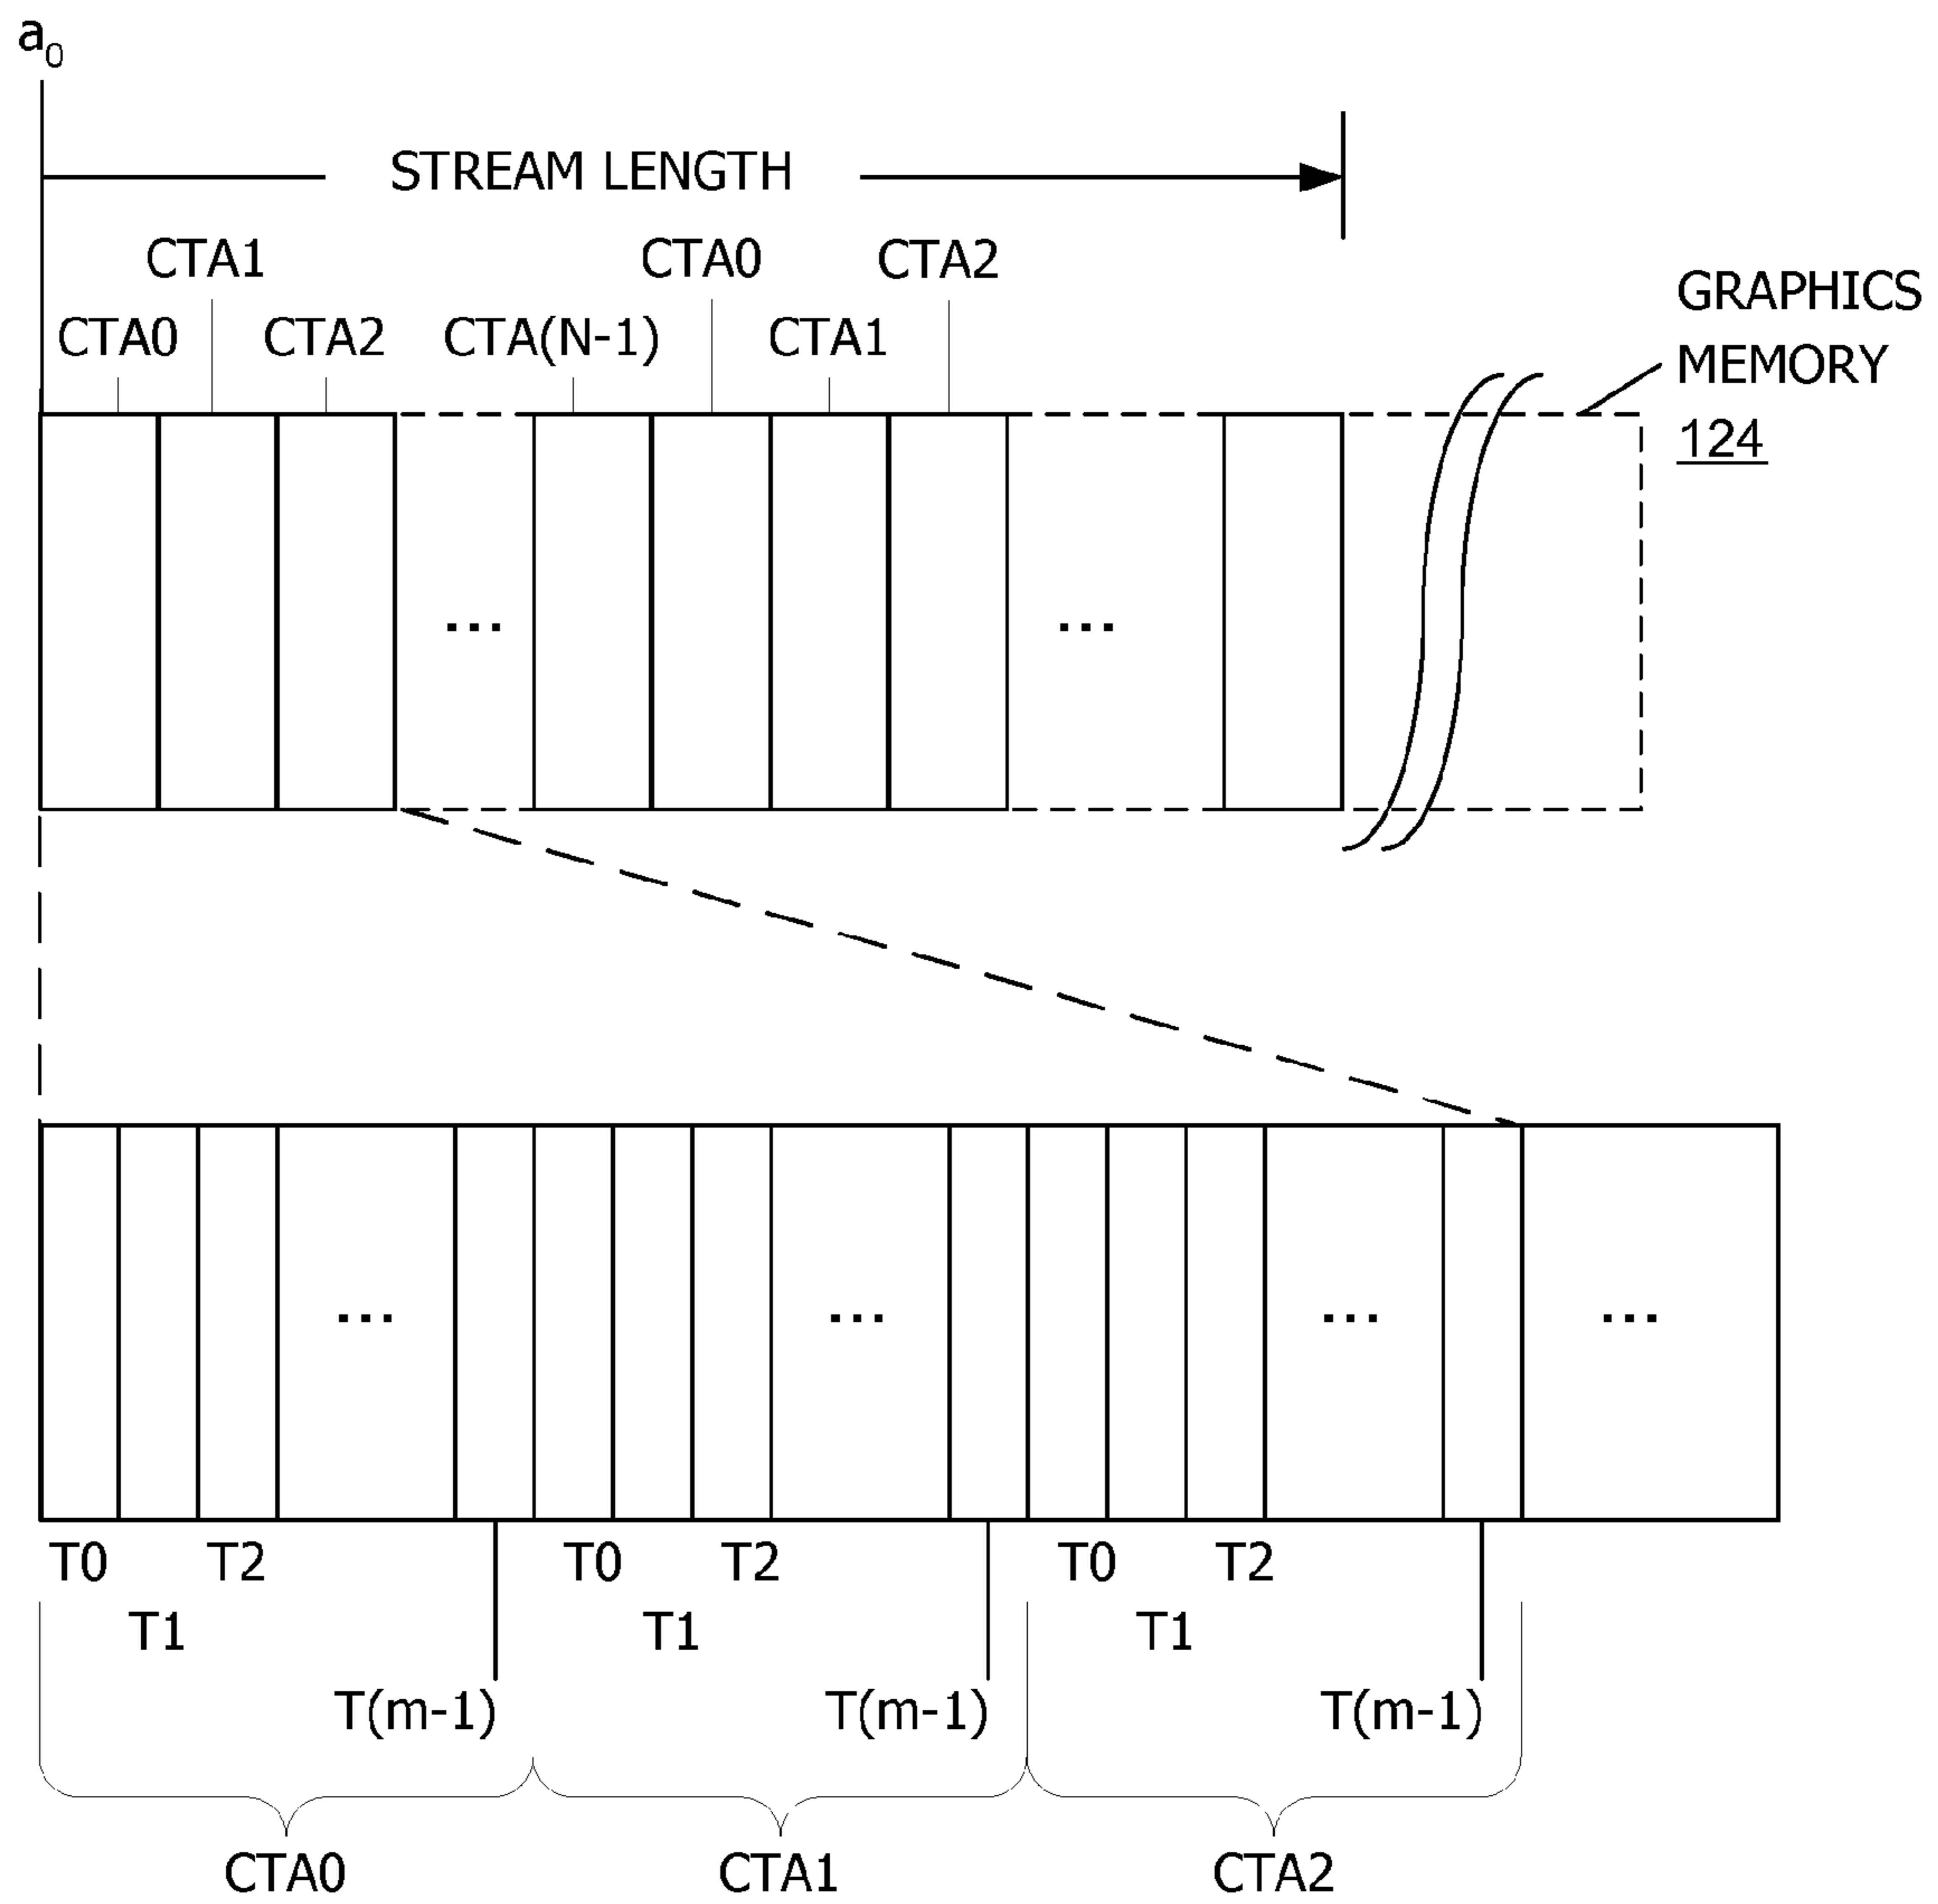 a0
STREAM LENGTH
CTA1 CTA0 CTA2
CTA0 CTA2 CTA(N-1) CTA1
GRAPHICS
MEMORY
124
... ...
... ... ... ...
T0 T2 T0 T2 T0 T2
T1 T1 T1
T(m-1) T(m-1) T(m-1)
CTA0 CTA1 CTA2